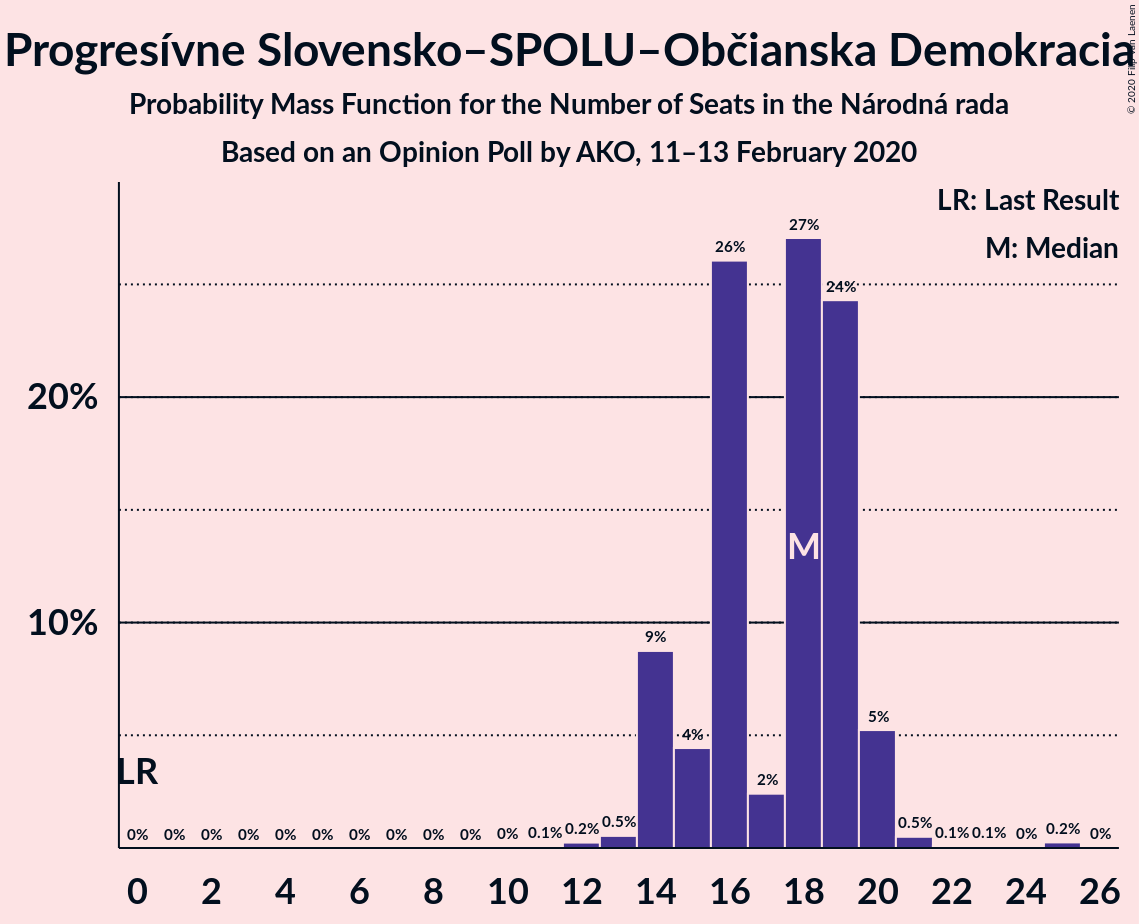 Progresívne Slovensko–SPOLU–Občianska Demokracia
© 2020 Filip van Laenen
Probability Mass Function for the Number of Seats in the Národná rada
Based on an Opinion Poll by AKO, 11–13 February 2020
LR: Last Result
M: Median
27%
26%
24%
20%
M
10%
9%
5%
4%
LR
2%
0% 0% 0% 0% 0% 0% 0% 0% 0% 0% 0% 0.1% 0.2% 0.5% 0.5% 0.1% 0.1% 0% 0.2% 0%
0 2 4 6 8 10 12 14 16 18 20 22 24 26